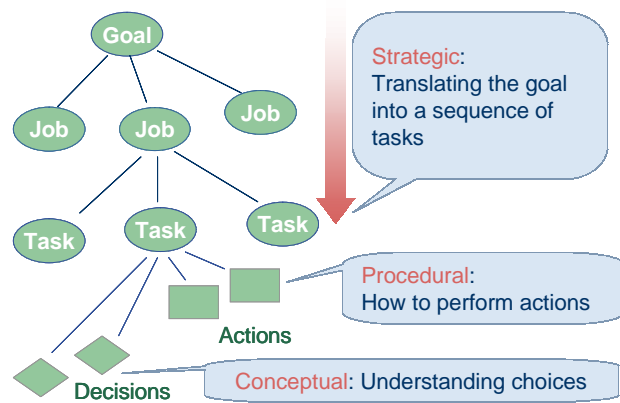 Goal
Strategic:
Translating the goal
into a sequence of
tasks
Job
Job
Job
Task
Task
Task
Procedural:
How to perform actions
Actions
Decisions
Conceptual: Understanding choices